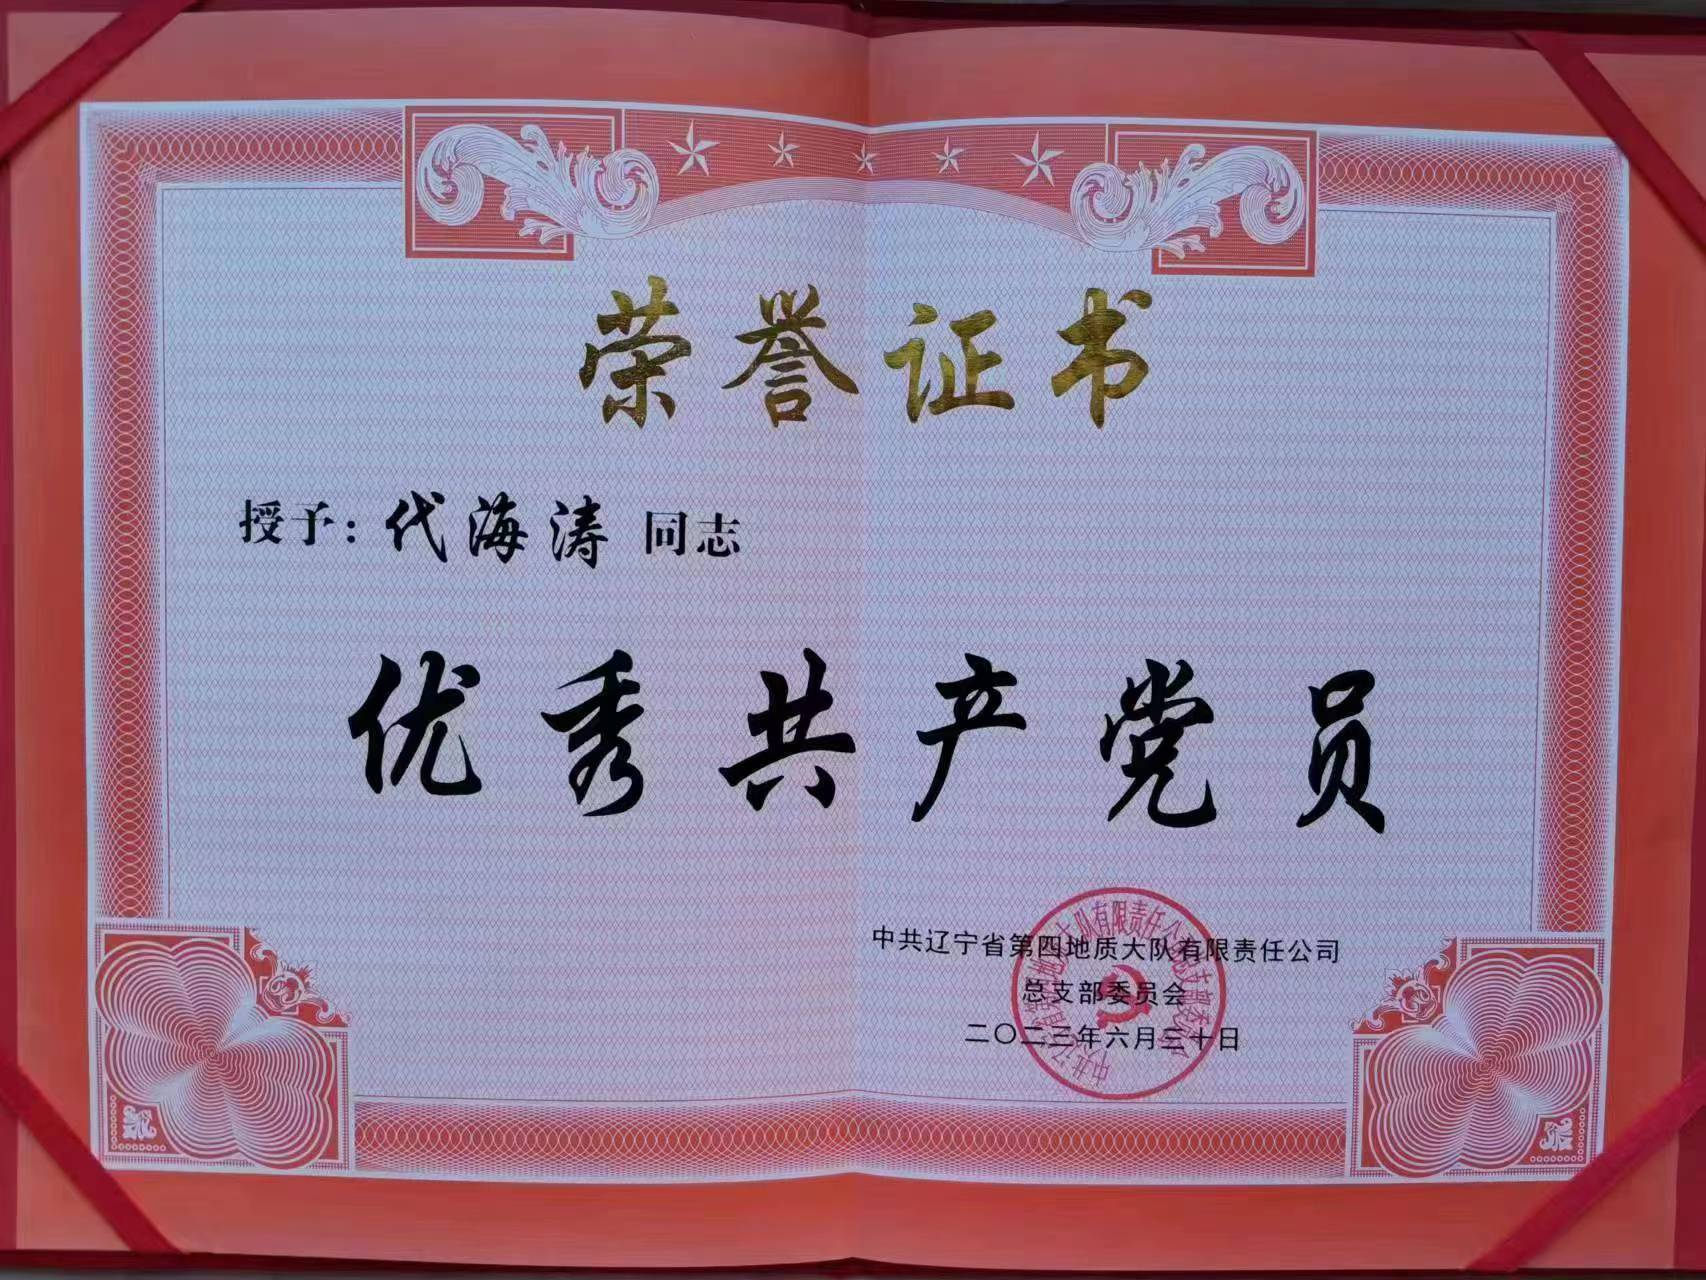 荣誉证书
授予：代海涛 同志
优秀共产党员
中共辽宁省第四地质大队有限责任公司
总支部委员会
二〇二三年六月三十日